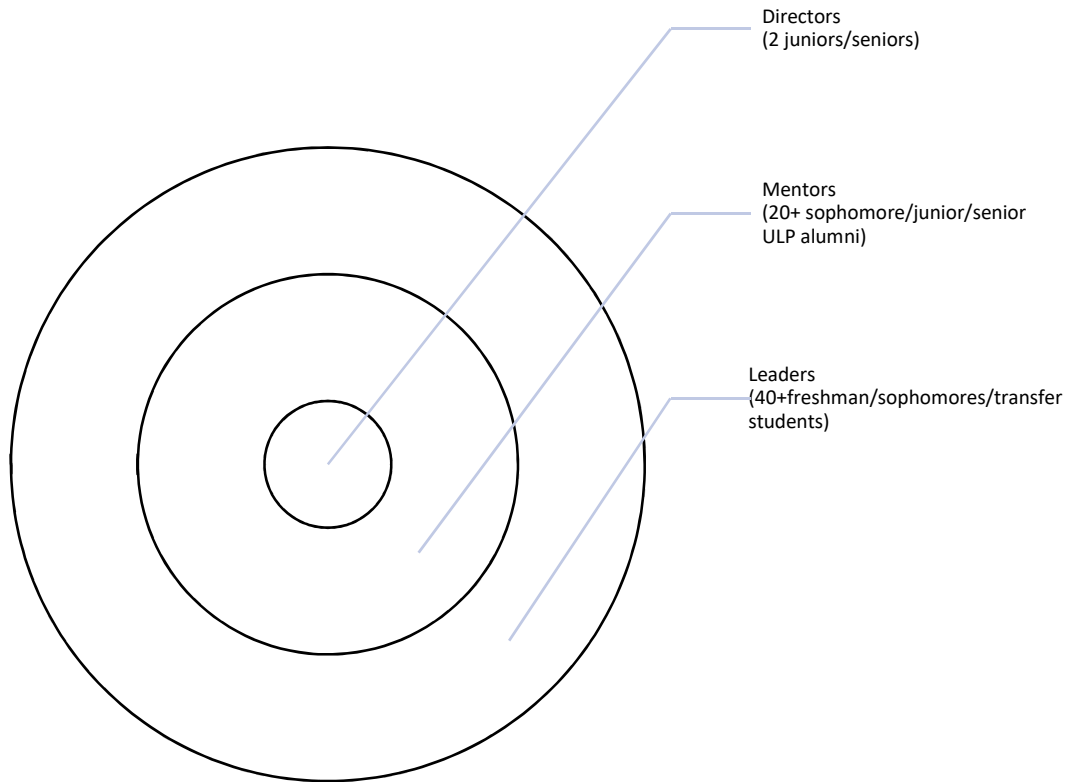 Directors
(2 juniors/seniors)
Mentors
(20+ sophomore/junior/senior
ULP alumni)
Leaders
(40+freshman/sophomores/transfer
students)